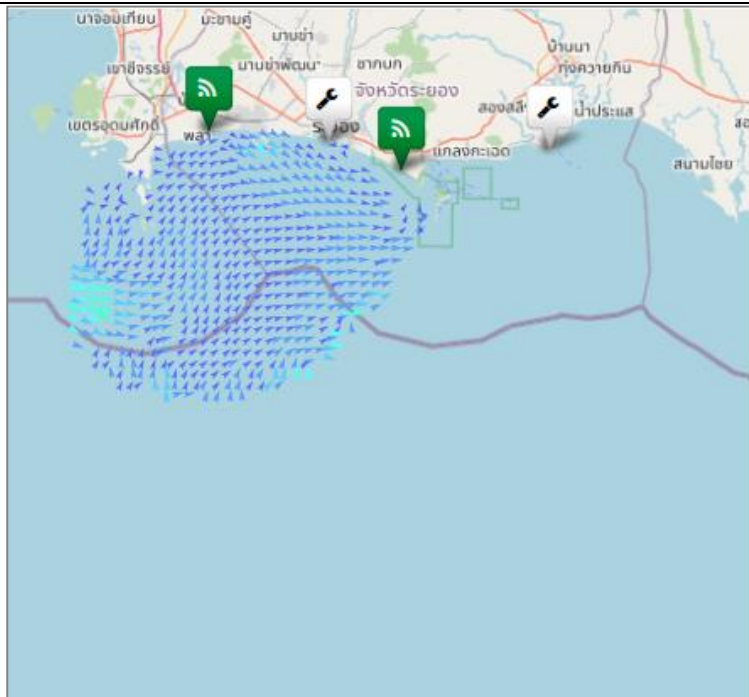 นาจอมเทียน
มะขามคู่
มาบข่า
บ้านนา
เขาชีจรรย์
มาบข่าพัฒนา
ชากบก
ทุ่งควายกิน
จังหวัดระยอง
เขตรอุดมศักดิ์
พลา
น้ำประแส
แกลงกะเฉด
สนามไชย